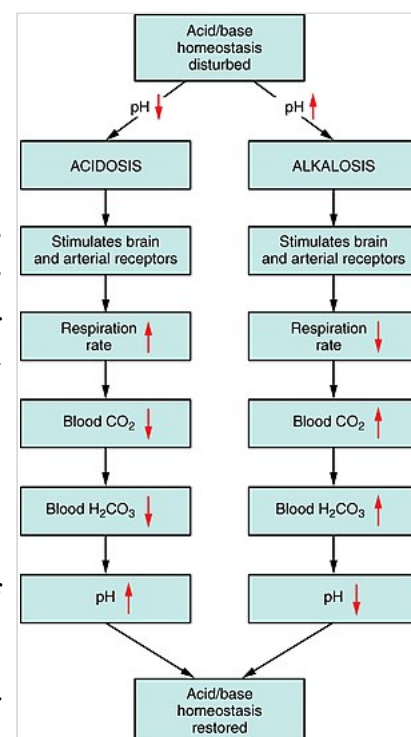 Acid/base
homeostasis
disturbed
pH ↓
pH ↑
ACIDOSIS
ALKALOSIS
Stimulates brain
and arterial receptors
Stimulates brain
and arterial receptors
Respiration
rate ↑
Respiration
rate ↓
Blood CO₂ ↓
Blood CO₂ ↑
Blood H₂CO₃ ↓
Blood H₂CO₃ ↑
pH ↑
pH ↓
Acid/base
homeostasis
restored